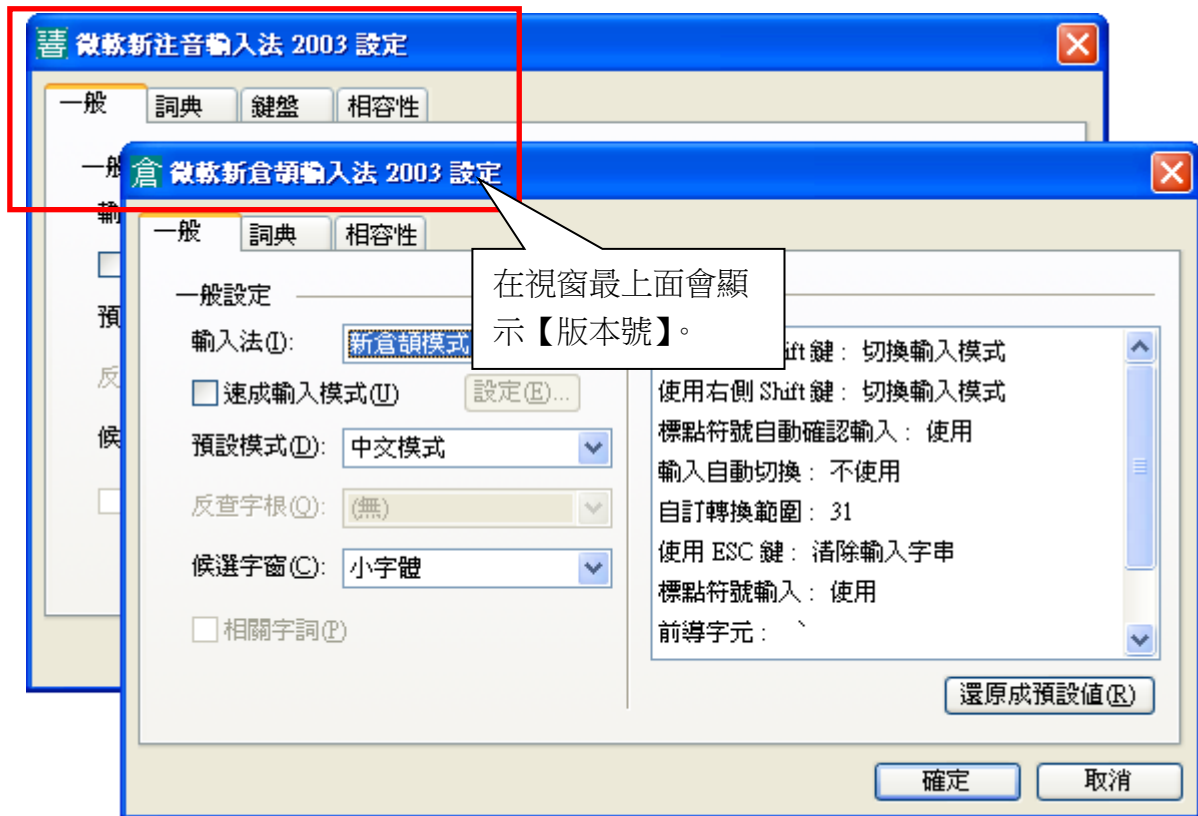 微軟新注音輸入法 2003 設定
一般 詞典 鍵盤 相容性
一般
輸
預
反
候
倉 微軟新倉頡輸入法 2003 設定
一般 詞典 相容性
在視窗最上面會顯
示【版本號】。
一般設定
輸入法(I): 新倉頡模式
速成輸入模式(U) 設定(E)...
預設模式(D): 中文模式
反查字根(Q): (無)
候選字窗(C): 小字體
相關字詞(P)
Shift 鍵： 切換輸入模式
使用右側 Shift 鍵： 切換輸入模式
標點符號自動確認輸入： 使用
輸入自動切換： 不使用
自訂轉換範圍： 31
使用 ESC 鍵： 清除輸入字串
標點符號輸入： 使用
前導字元： `
還原成預設值(R)
確定 取消